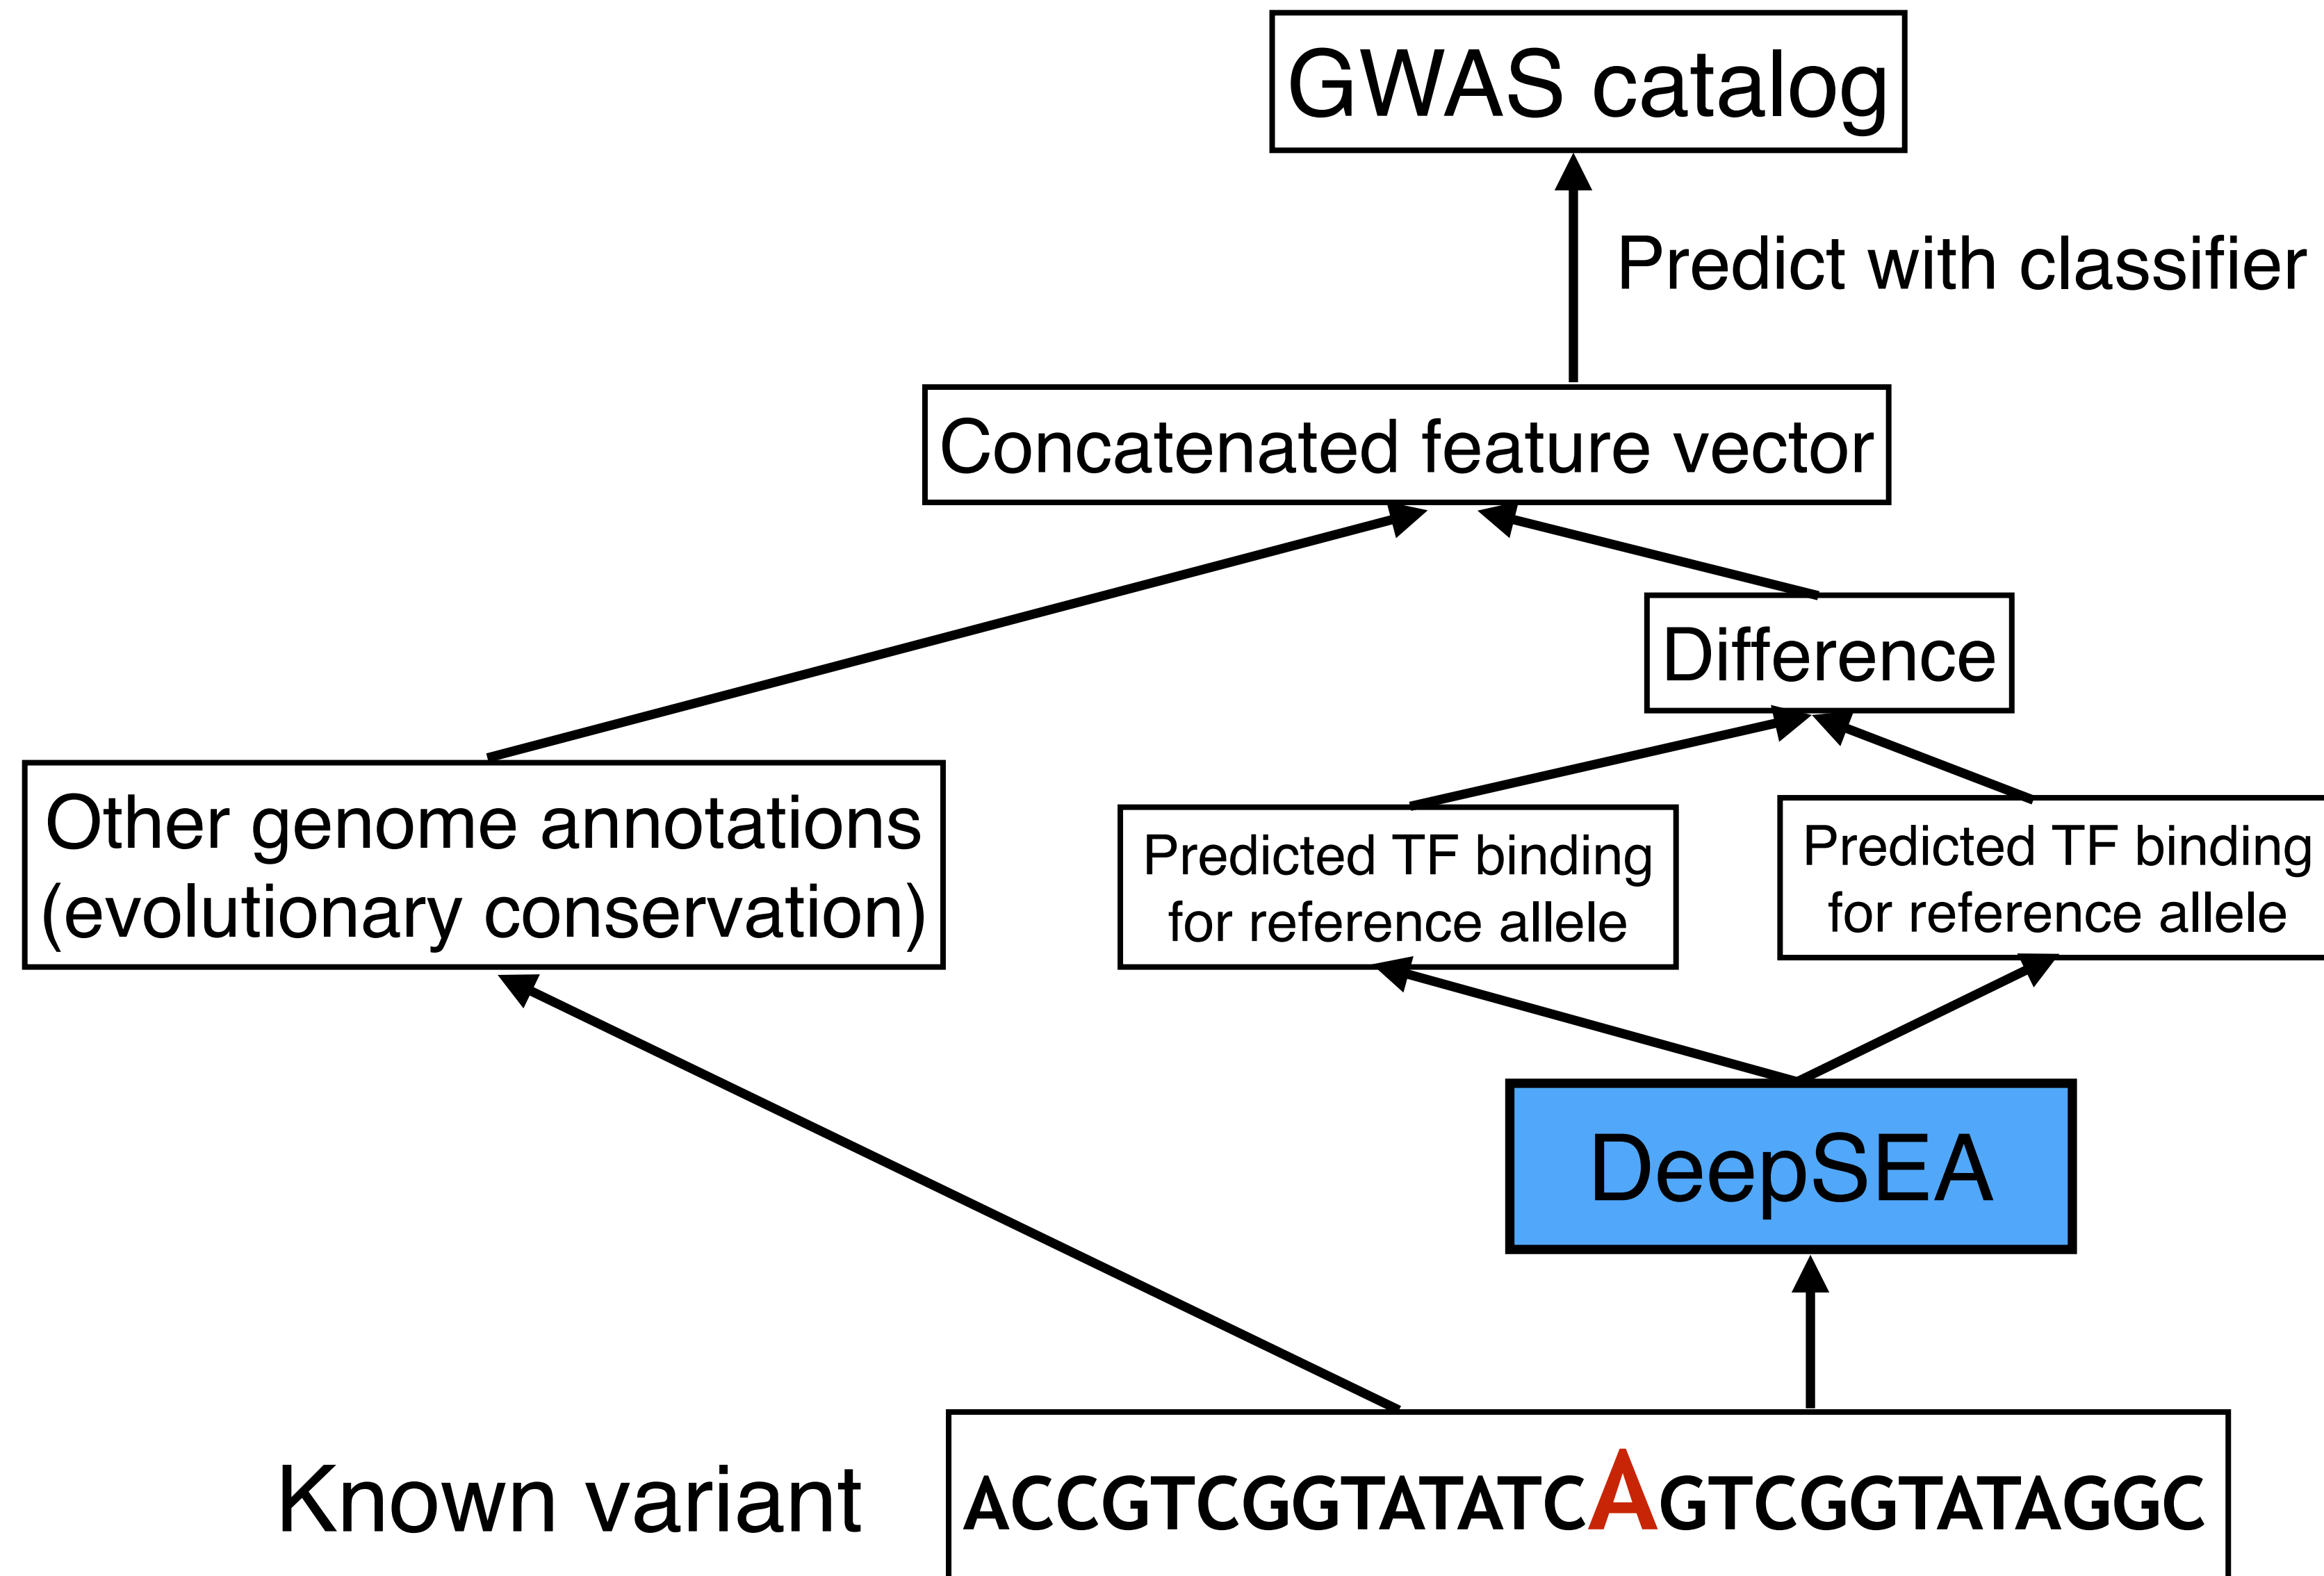 GWAS catalog
Predict with classifier
Concatenated feature vector
Difference
Other genome annotations
(evolutionary conservation)
Predicted TF binding
for reference allele
Predicted TF binding
for reference allele
DeepSEA
Known variant
ACCGTCGGTATATCAGTCGGTATAGGC